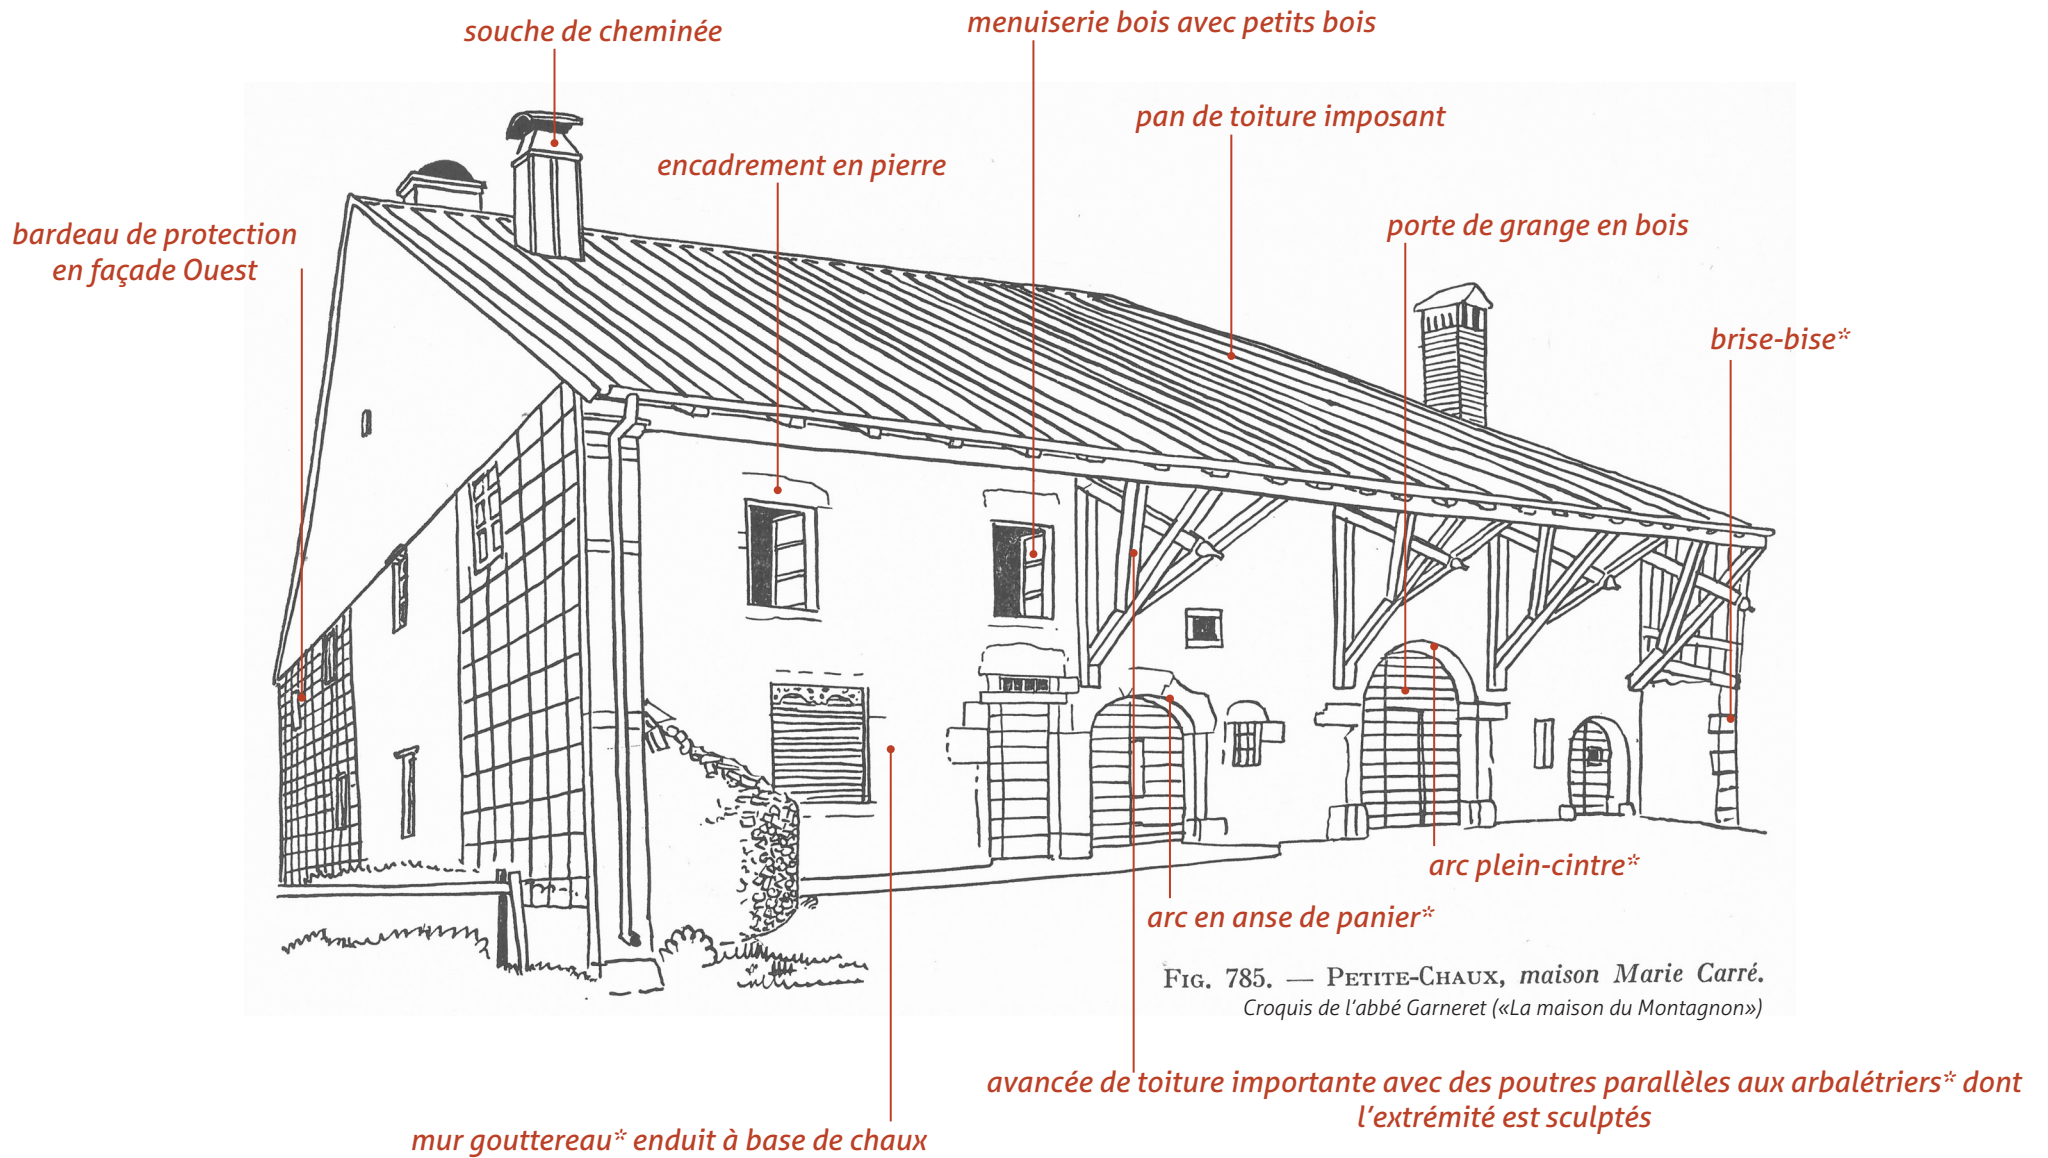 souche de cheminée
menuiserie bois avec petits bois
pan de toiture imposant
encadrement en pierre
porte de grange en bois
bardeau de protection
en façade Ouest
brise-bise*
arc plein-cintre*
arc en anse de panier*
FIG. 785. — PETITE-CHAUX, maison Marie Carré.
Croquis de l'abbé Garneret («La maison du Montagnon»)
avancée de toiture importante avec des poutres parallèles aux arbalétriers* dont
l'extrémité est sculptés
mur gouttereau* enduit à base de chaux